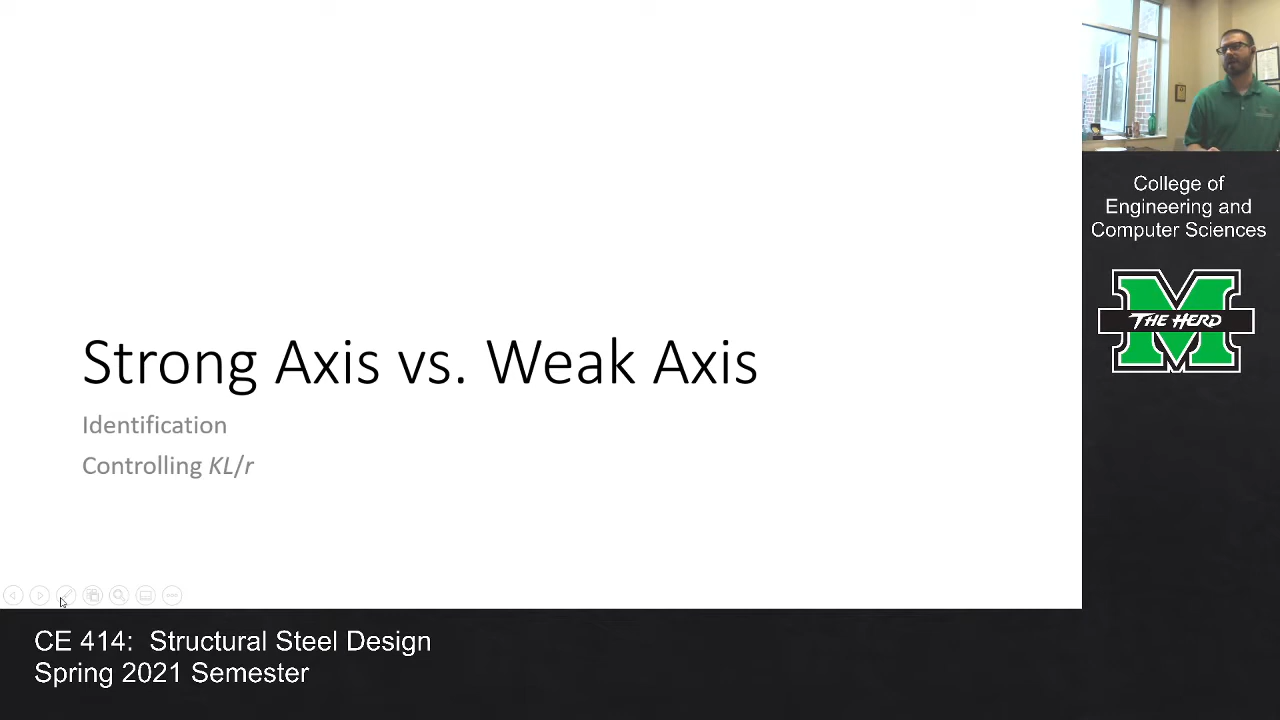 Strong Axis vs. Weak Axis
Identification
Controlling KL/r
College of
Engineering and
Computer Sciences
THE HERD
CE 414:  Structural Steel Design
Spring 2021 Semester